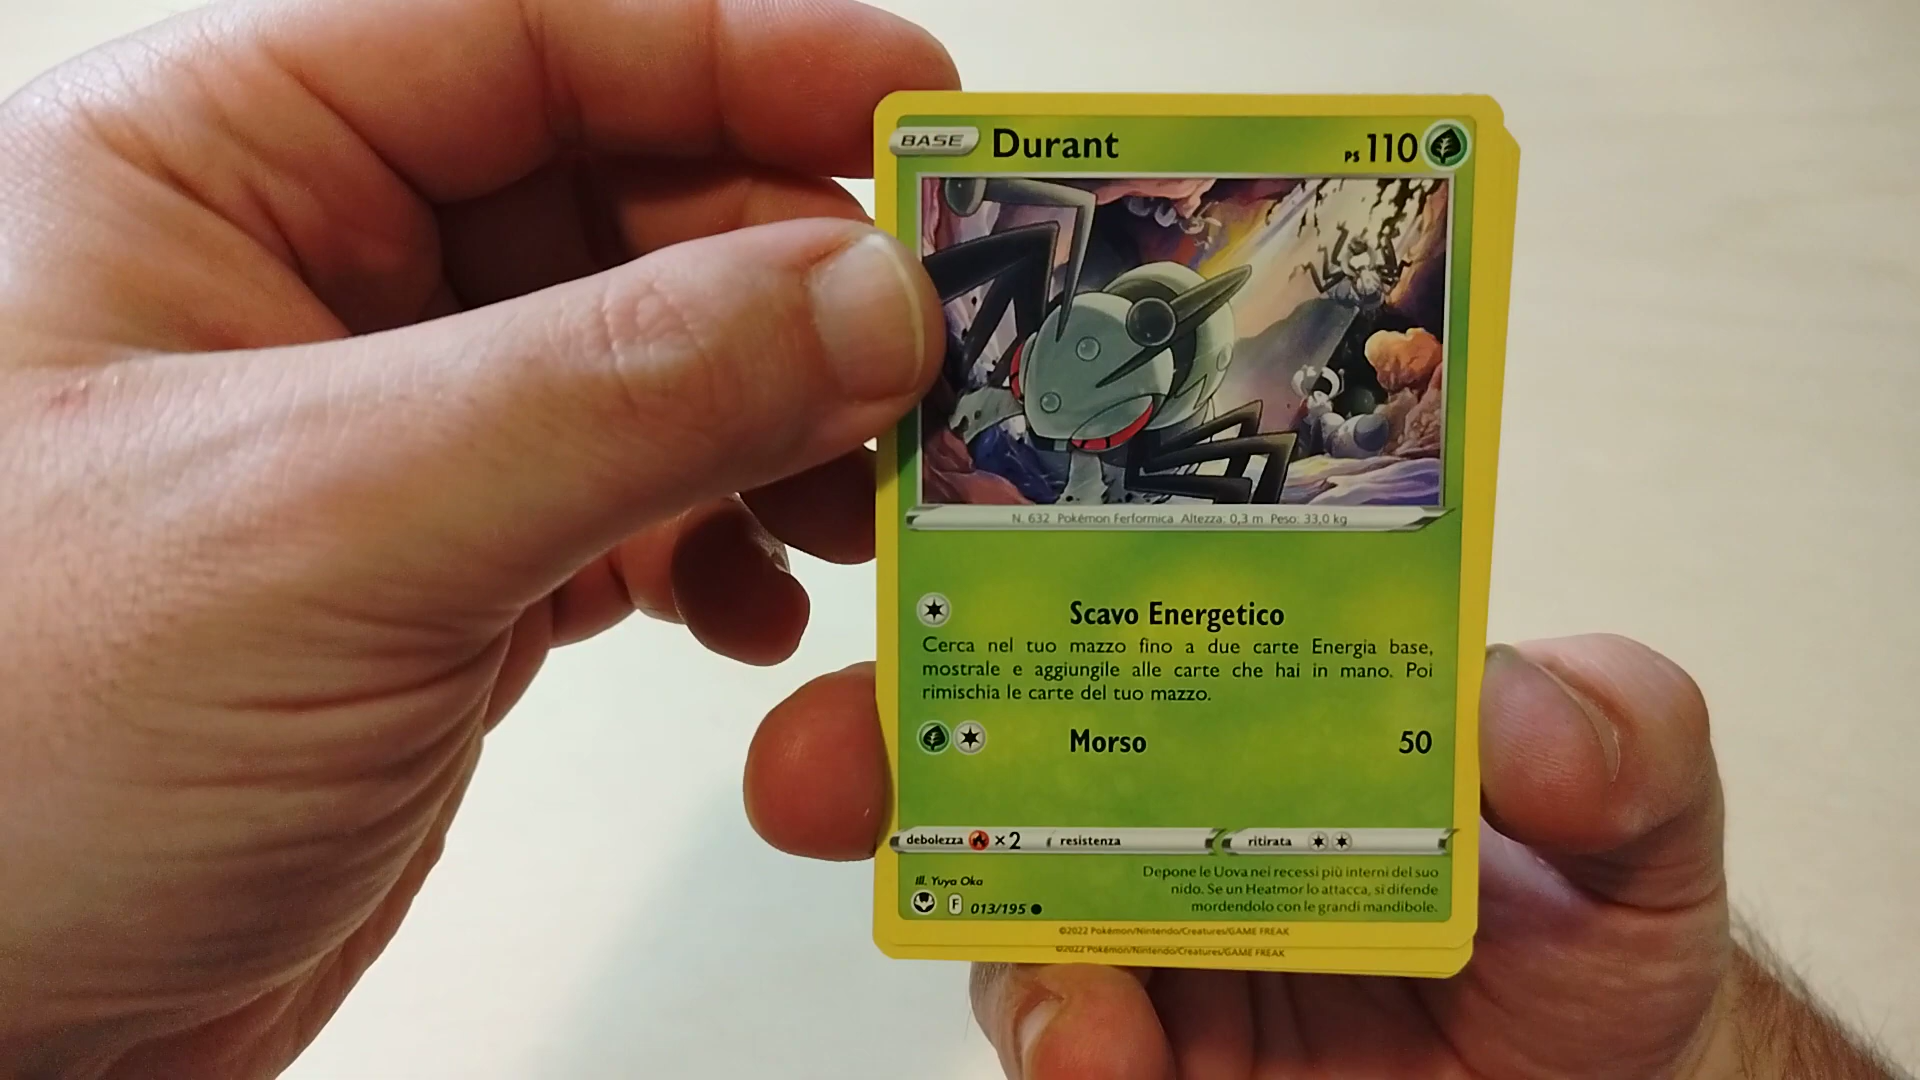 BASE Durant PS 110
N. 632 Pokémon Ferformica Altezza: 0,3 m Peso: 33,0 kg
Scavo Energetico
Cerca nel tuo mazzo fino a due carte Energia base,
mostrale e aggiungile alle carte che hai in mano. Poi
rimischia le carte del tuo mazzo.
Morso 50
debolezza ×2 resistenza ritirata
Ill. Yuya Oka
Depone le Uova nei recessi più interni del suo
nido. Se un Heatmor lo attacca, si difende
mordendolo con le grandi mandibole.
F 013/195
©2022 Pokémon/Nintendo/Creatures/GAME FREAK
©2022 Pokémon/Nintendo/Creatures/GAME FREAK